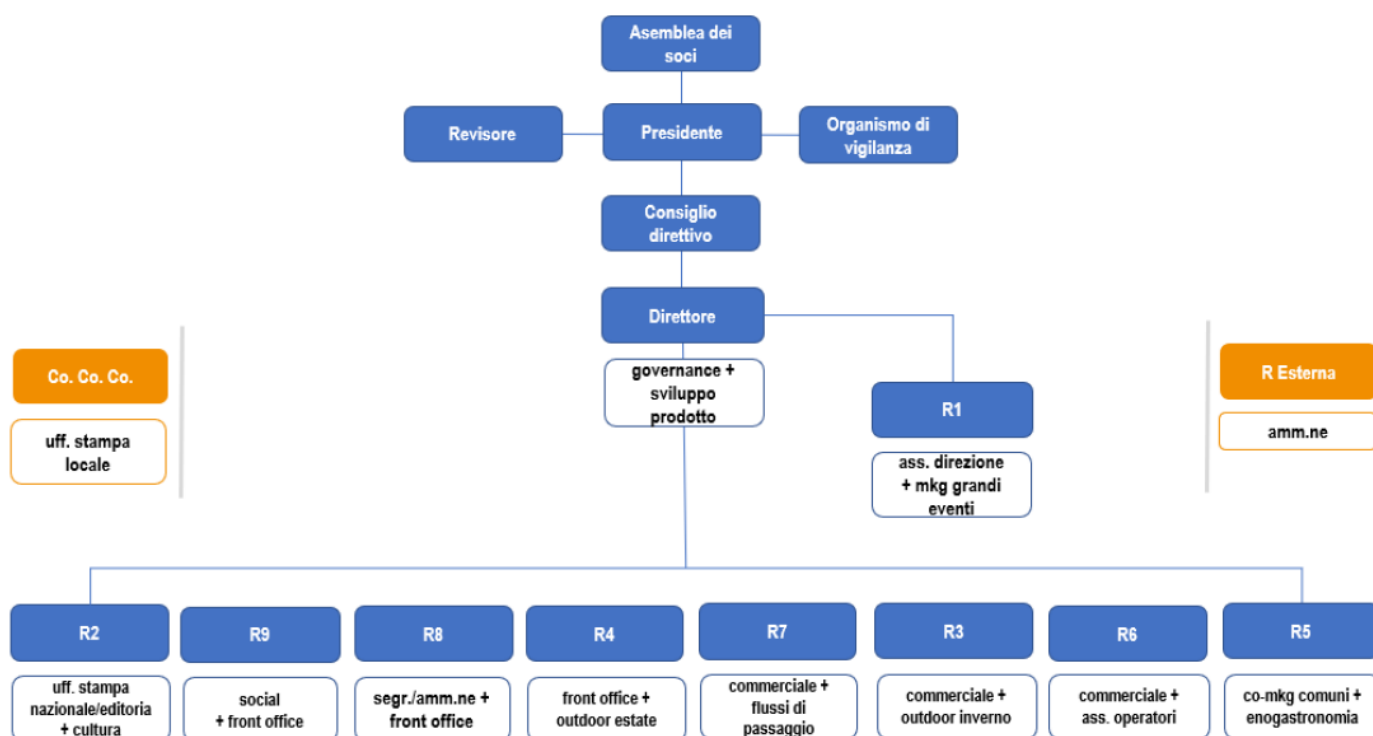 Asemblea dei
soci
Revisore
Presidente
Organismo di
vigilanza
Consiglio
direttivo
Direttore
governance +
sviluppo
prodotto
Co. Co. Co.
uff. stampa
locale
R1
ass. direzione
+ mkg grandi
eventi
R Esterna
amm.ne
R2
uff. stampa
nazionale/editoria
+ cultura
R9
social
+ front office
R8
segr./amm.ne +
front office
R4
front office +
outdoor estate
R7
commerciale +
flussi di
passaggio
R3
commerciale +
outdoor inverno
R6
commerciale +
ass. operatori
R5
co-mkg comuni +
enogastronomia